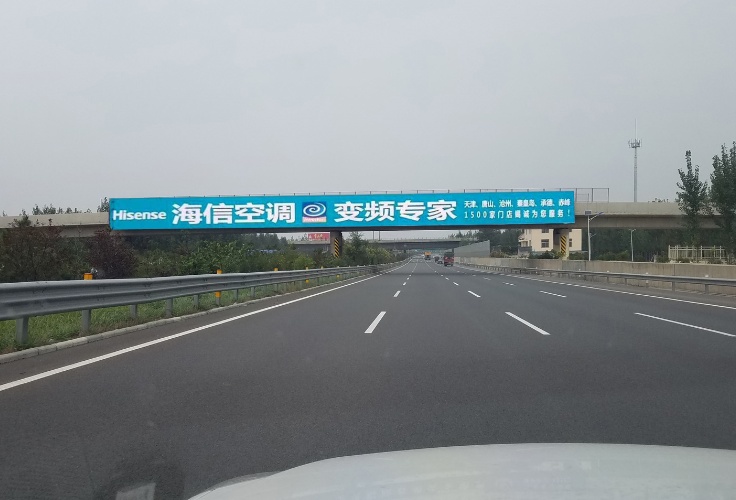 Hisense 海信空调 变频专家
天津、唐山、沧州、秦皇岛、承德、赤峰
1500家门店竭诚为您服务！